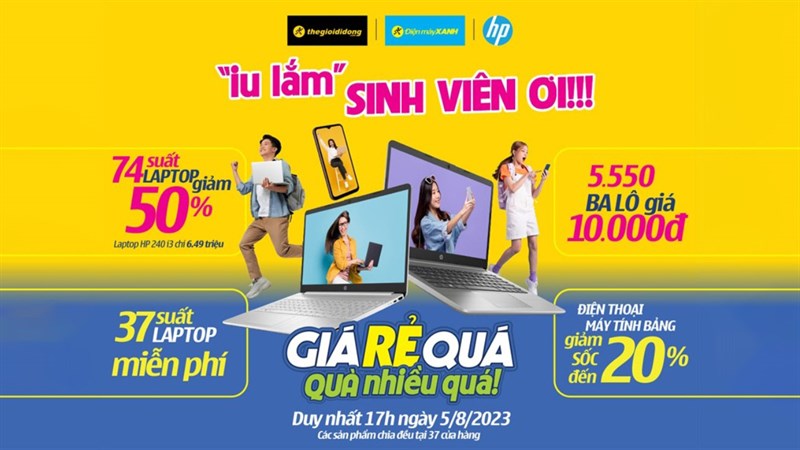 thegioididong
Điện máy XANH
hp
"iu lắm" SINH VIÊN ƠI!!!
74 suất
LAPTOP giảm
50%
Laptop HP 240 i3 chỉ 6.49 triệu
5.550
BA LÔ giá
10.000đ
37 suất
LAPTOP
miễn phí
ĐIỆN THOẠI
MÁY TÍNH BẢNG
giảm
SỐC
đến
20%
GIÁ RẺ QUÁ
QUÀ nhiều quá!
Duy nhất 17h ngày 5/8/2023
Các sản phẩm chia đều tại 37 cửa hàng